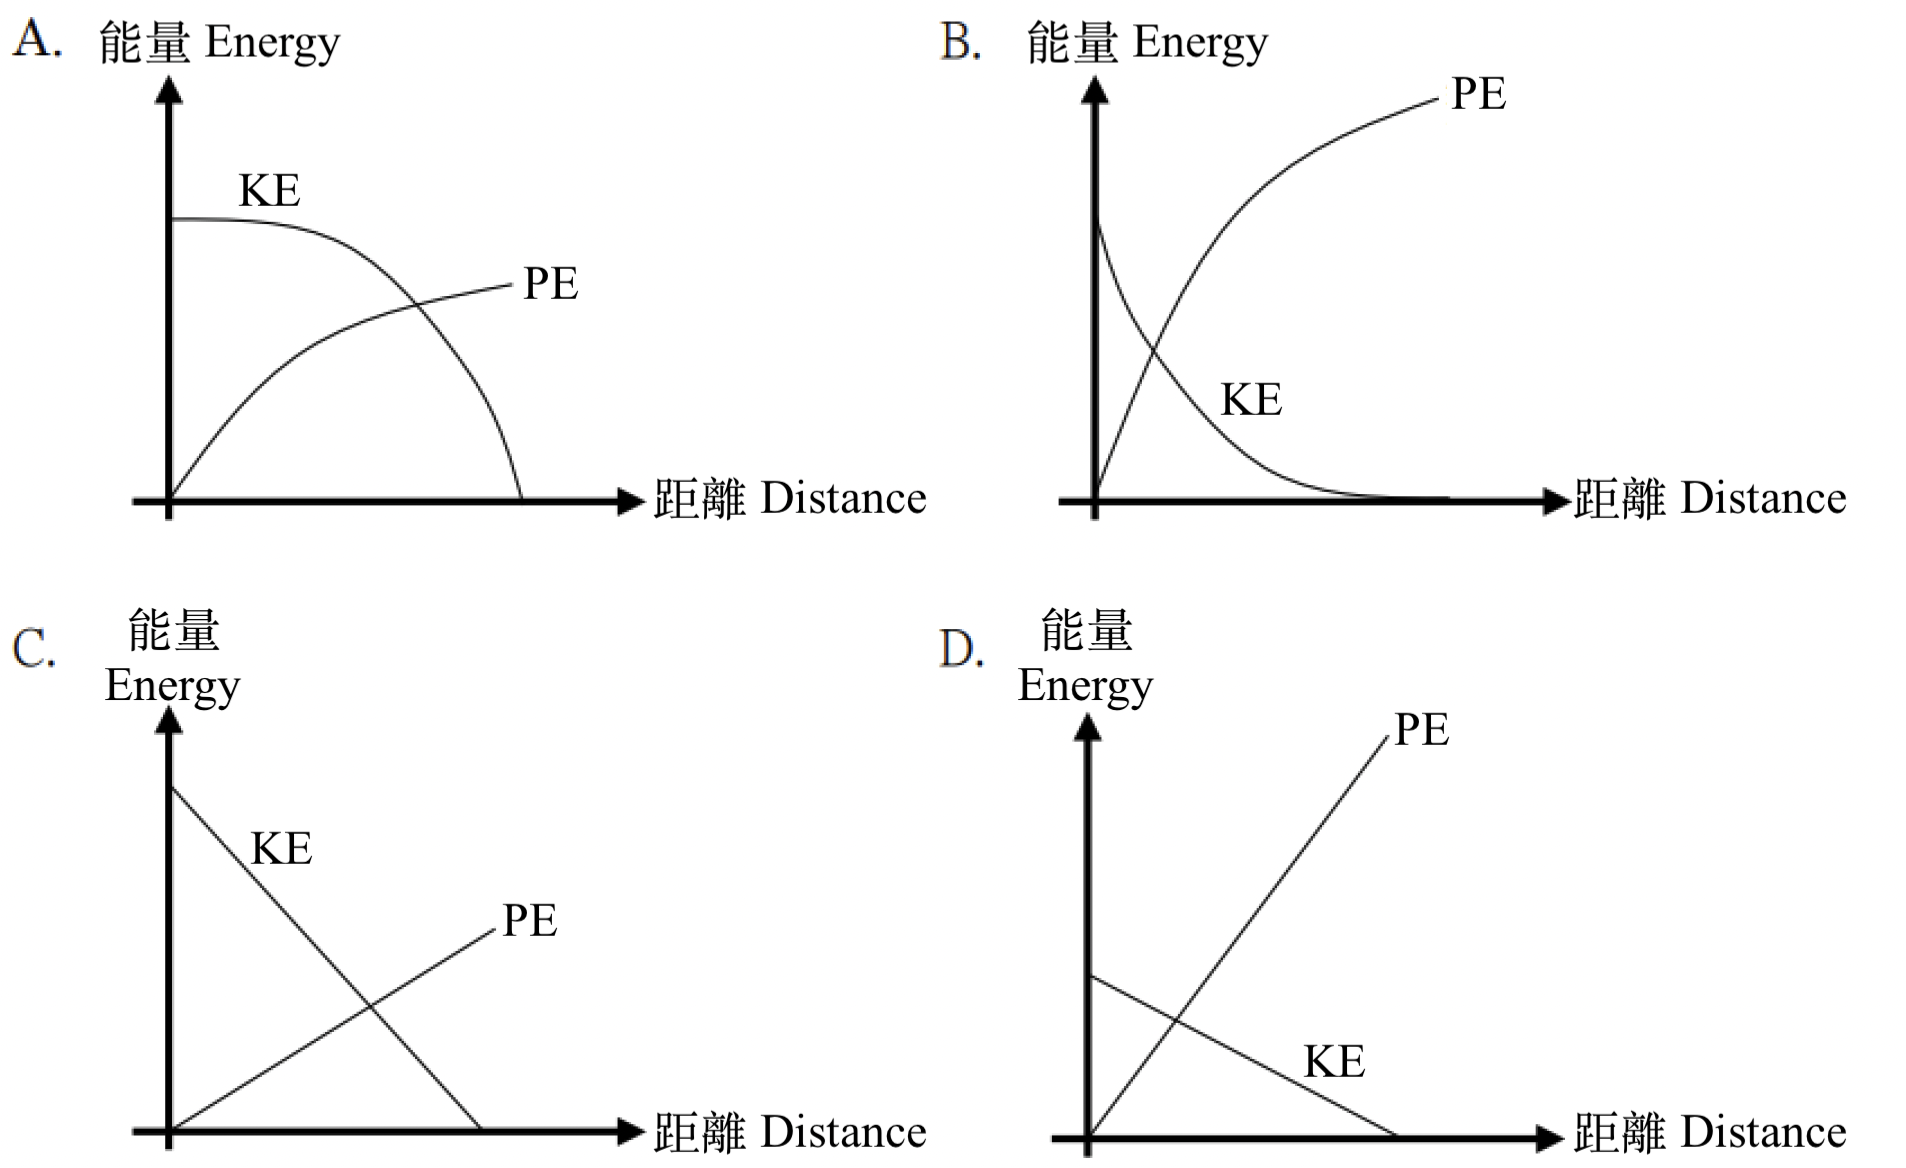 A. 能量 Energy
KE
PE
距離 Distance
B. 能量 Energy
PE
KE
距離 Distance
C. 能量
Energy
KE
PE
距離 Distance
D. 能量
Energy
PE
KE
距離 Distance